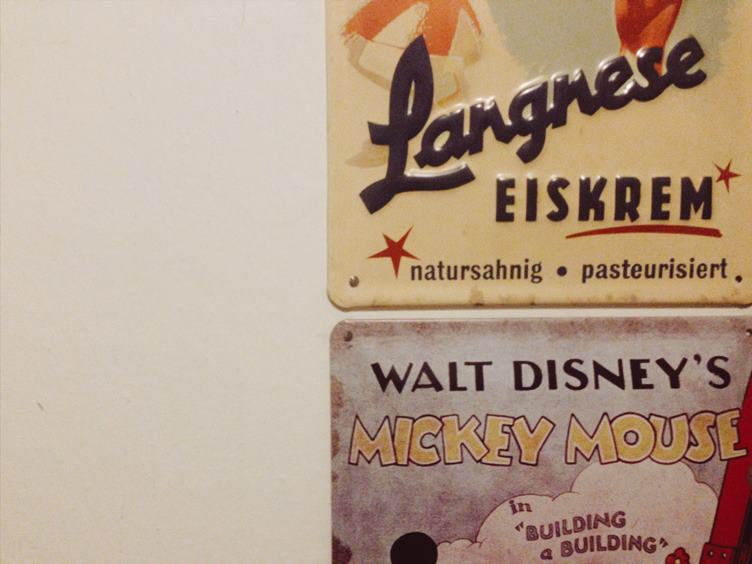 Langnese
EISKREM
natursahnig • pasteurisiert
WALT DISNEY'S
MICKEY MOUSE
in
"BUILDING
a BUILDING"